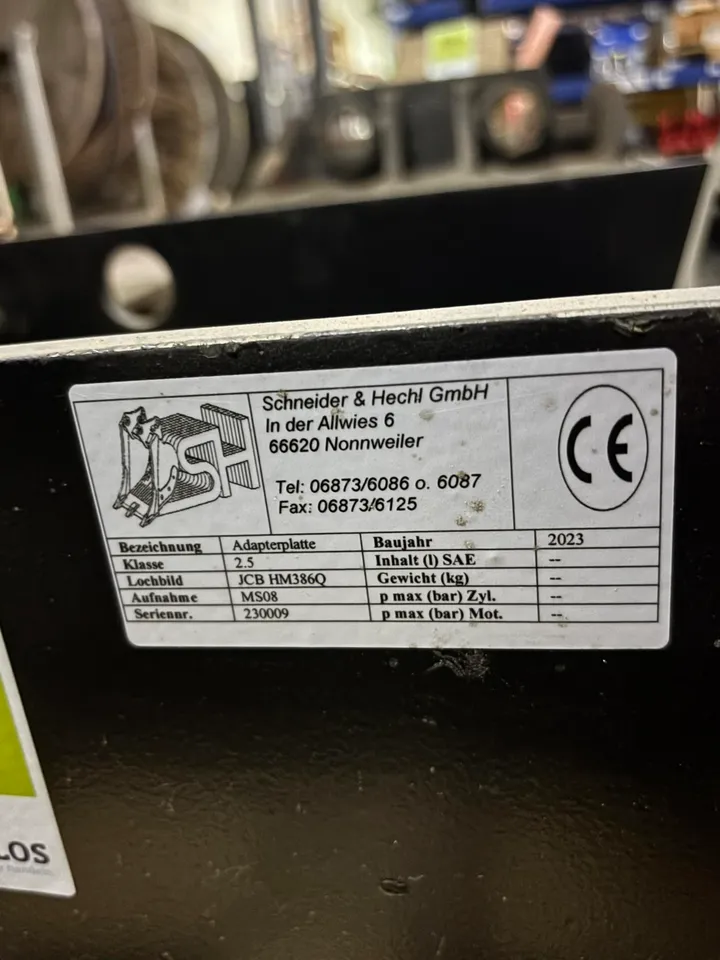 SH
Schneider & Hechl GmbH
In der Allwies 6
66620 Nonnweiler
Tel: 06873/6086 o. 6087
Fax: 06873/6125
CE
Bezeichnung Adapterplatte Baujahr 2023
Klasse 2.5 Inhalt (l) SAE --
Lochbild JCB HM386Q Gewicht (kg) --
Aufnahme MS08 p max (bar) Zyl. --
Seriennr. 230009 p max (bar) Mot. --
LOS